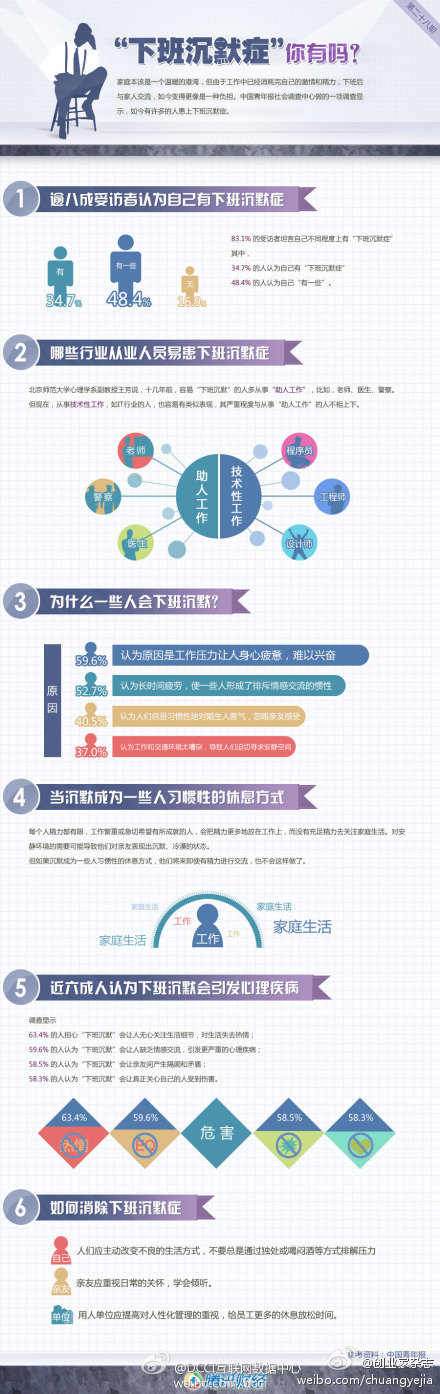 第二十八期
“下班沉默症”你有吗?
家庭本该是一个温暖的港湾，但由于工作中已经消耗完自己的激情和精力，下班后
与家人交流，如今变得更像是一种负担。中国青年报社会调查中心做的一项调查显
示，如今有许多的人患上下班沉默症。
1 逾八成受访者认为自己有下班沉默症
有
34.7%
有一些
48.4%
无
16.9%
83.1% 的受访者坦言自己不同程度上有“下班沉默症”
其中，
34.7% 的人认为自己有“下班沉默症”
48.4% 的人认为自己“有一些”。
2 哪些行业从业人员易患下班沉默症
北京师范大学心理学系副教授王芳说，十几年前，容易“下班沉默”的人多从事“助人工作”，比如，老师、医生、警察。
但现在，从事技术性工作，如IT行业的人，也容易有类似表现，其严重程度与从事“助人工作”的人不相上下。
老师
警察
医生
助人工作
技术性工作
程序员
工程师
设计师
3 为什么一些人会下班沉默?
原因
59.6% 认为原因是工作压力让人身心疲惫，难以兴奋
52.7% 认为长时间疲劳，使一些人形成了排斥情感交流的惯性
40.5% 认为人们总是习惯性地对陌生人客气，忽略亲友感受
37.0% 认为工作和交通环境太嘈杂，导致人们迫切寻求安静空间
4 当沉默成为一些人习惯性的休息方式
每个人精力都有限，工作繁重或急切希望有所成就的人，会把精力更多地放在工作上，而没有充足精力去关注家庭生活。对安
静环境的需要可能导致他们对亲友表现出沉默、冷漠的状态。
但如果沉默成为一些人习惯性的休息方式，他们将来即使有精力进行交流，也不会这样做了。
家庭生活
家庭生活
工作
家庭生活
家庭生活
工作
工作
5 近六成人认为下班沉默会引发心理疾病
调查显示
63.4% 的人担心“下班沉默”会让人无心关注生活细节，对生活失去热情；
59.6% 的人认为“下班沉默”会让人缺乏情感交流，引发更严重的心理疾病；
58.5% 的人认为“下班沉默”会让亲友间产生隔阂和矛盾；
58.3% 的人认为“下班沉默”会让真正关心自己的人受到伤害。
63.4%
59.6%
危害
58.5%
58.3%
热情
6 如何消除下班沉默症
自己 人们应主动改变不良的生活方式，不要总是通过独处或喝闷酒等方式排解压力
亲友 亲友应重视日常的关怀，学会倾听。
单位 用人单位应提高对人性化管理的重视，给员工更多的休息放松时间。
参考资料：中国青年报
@DCCI互联网数据中心
@创业家杂志
腾讯财经
weibo.com/chuangyejia